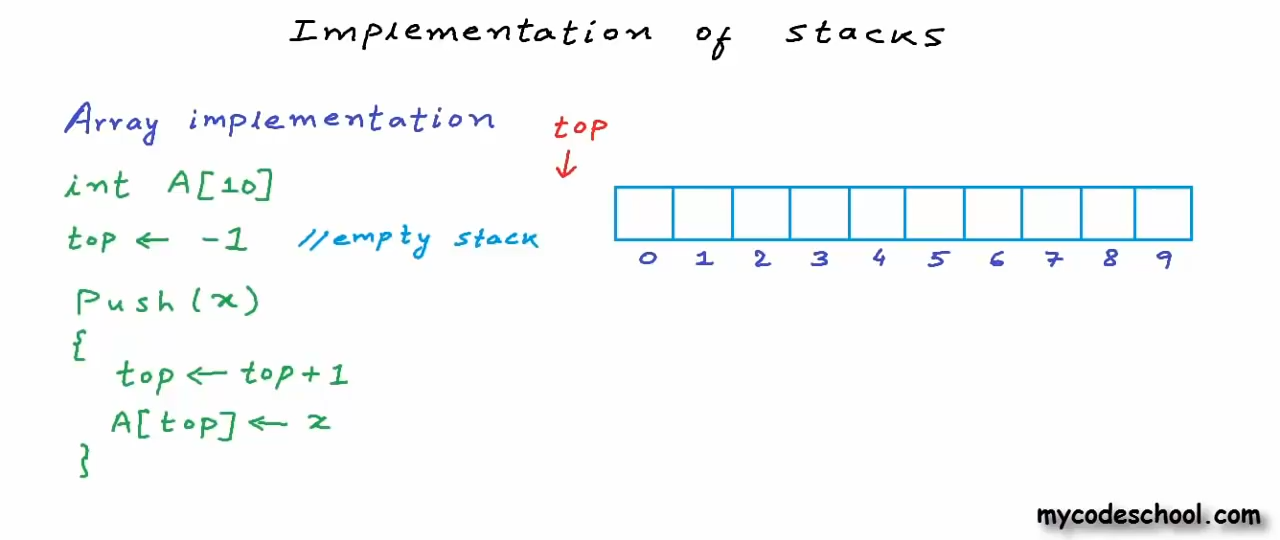 Implementation of stacks
Array implementation
top
↓
int A[10]
top ← -1 //empty stack
0 1 2 3 4 5 6 7 8 9
Push(x)
{
top ← top + 1
A[top] ← x
}
mycodeschool.com